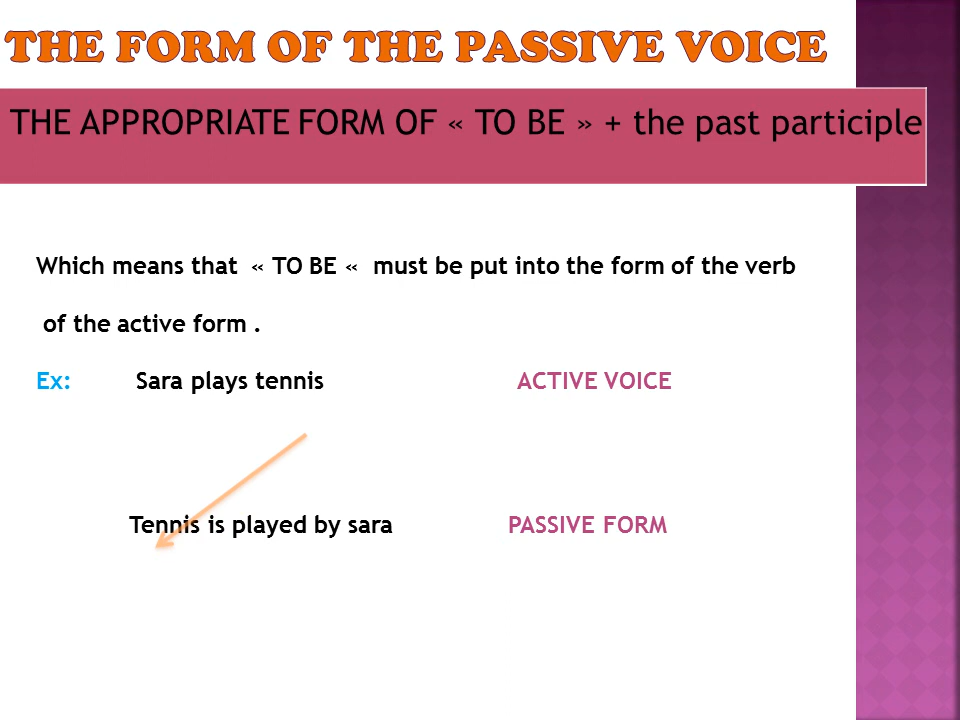 THE FORM OF THE PASSIVE VOICE
THE APPROPRIATE FORM OF « TO BE » + the past participle
Which means that « TO BE « must be put into the form of the verb
of the active form .
Ex: Sara plays tennis ACTIVE VOICE
Tennis is played by sara PASSIVE FORM